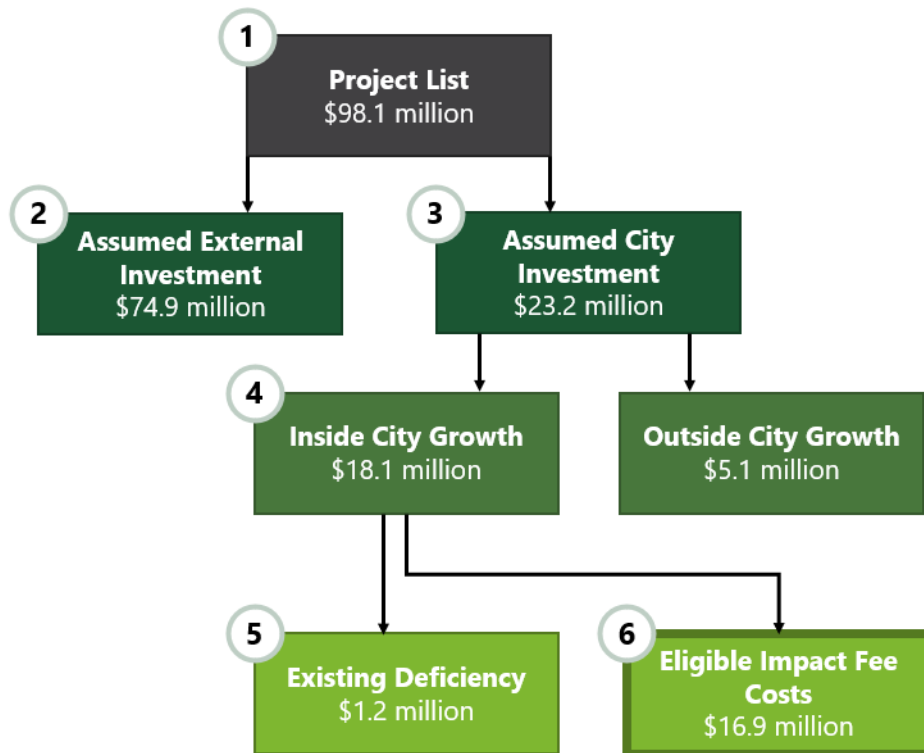 1
Project List
$98.1 million
2
Assumed External
Investment
$74.9 million
3
Assumed City
Investment
$23.2 million
4
Inside City Growth
$18.1 million
Outside City Growth
$5.1 million
5
Existing Deficiency
$1.2 million
6
Eligible Impact Fee
Costs
$16.9 million